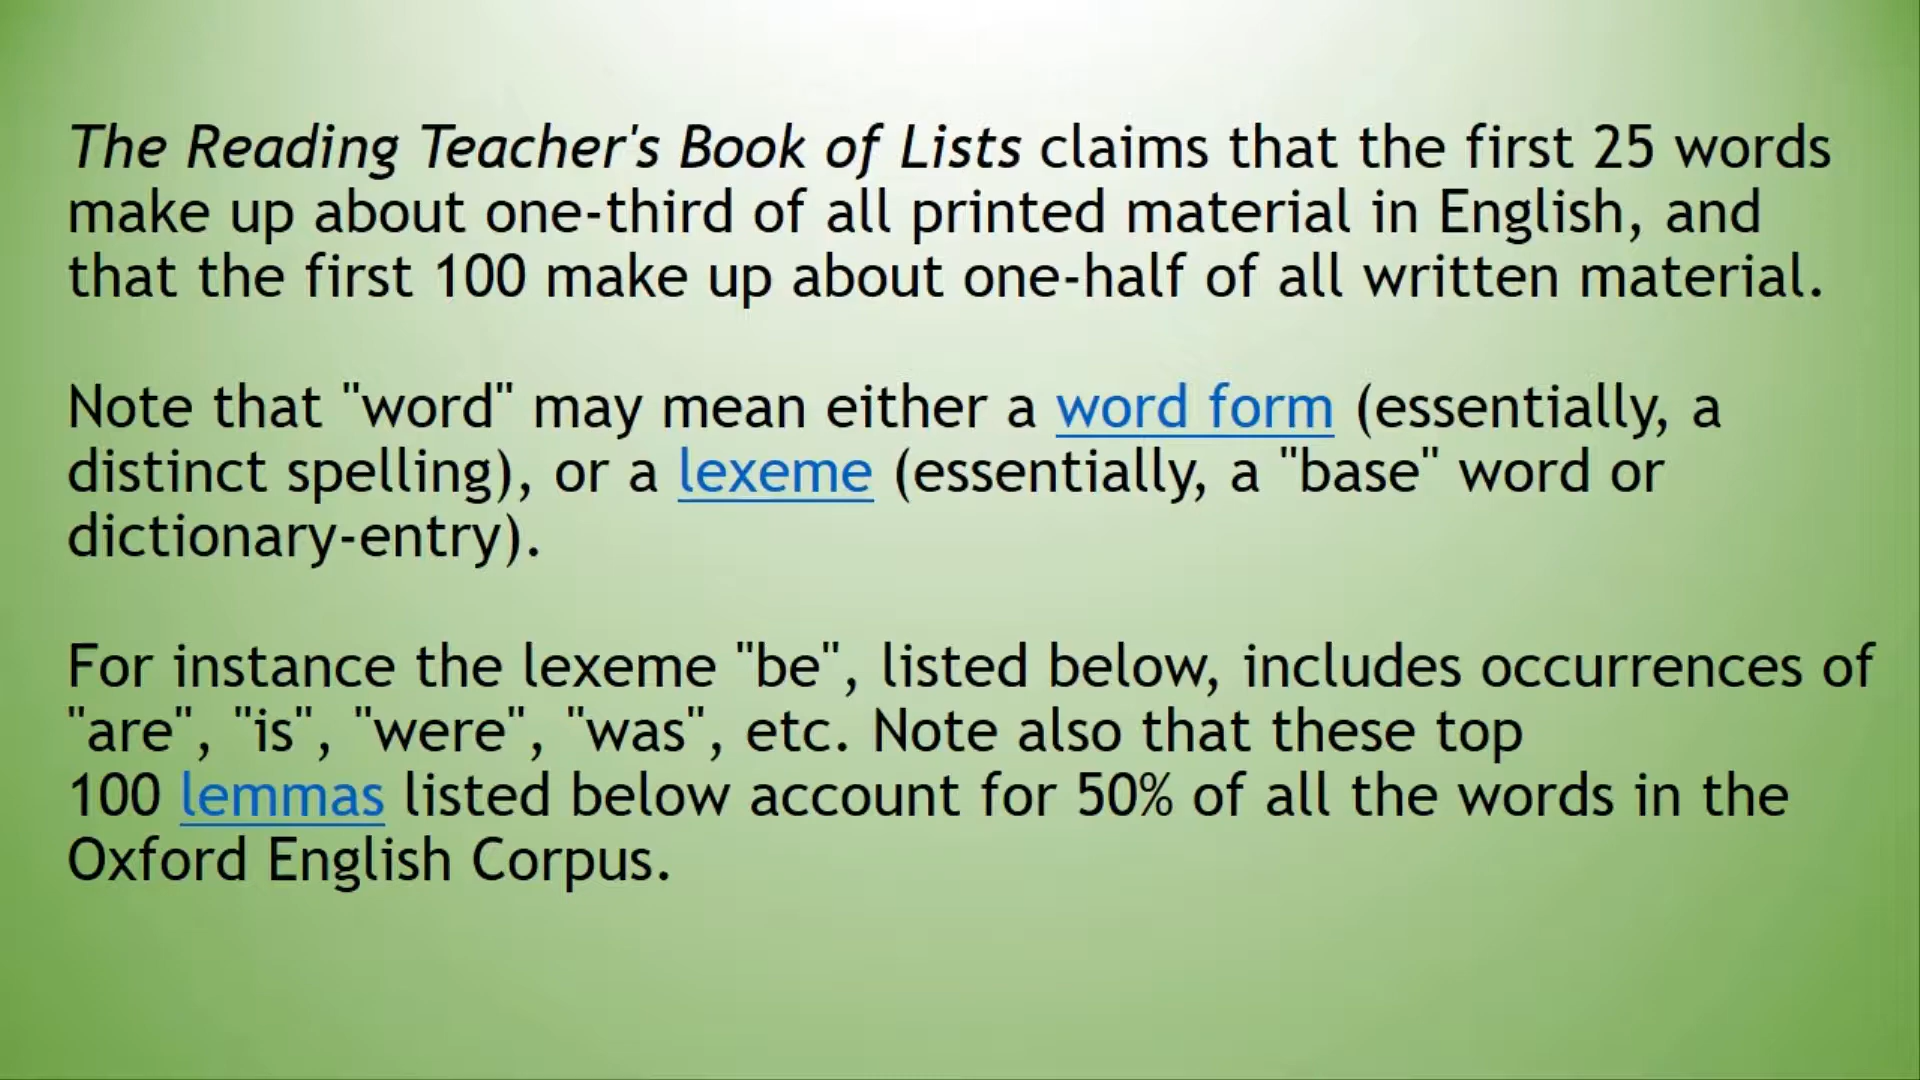 The Reading Teacher's Book of Lists claims that the first 25 words
make up about one-third of all printed material in English, and
that the first 100 make up about one-half of all written material.
Note that "word" may mean either a word form (essentially, a
distinct spelling), or a lexeme (essentially, a "base" word or
dictionary-entry).
For instance the lexeme "be", listed below, includes occurrences of
"are", "is", "were", "was", etc. Note also that these top
100 lemmas listed below account for 50% of all the words in the
Oxford English Corpus.